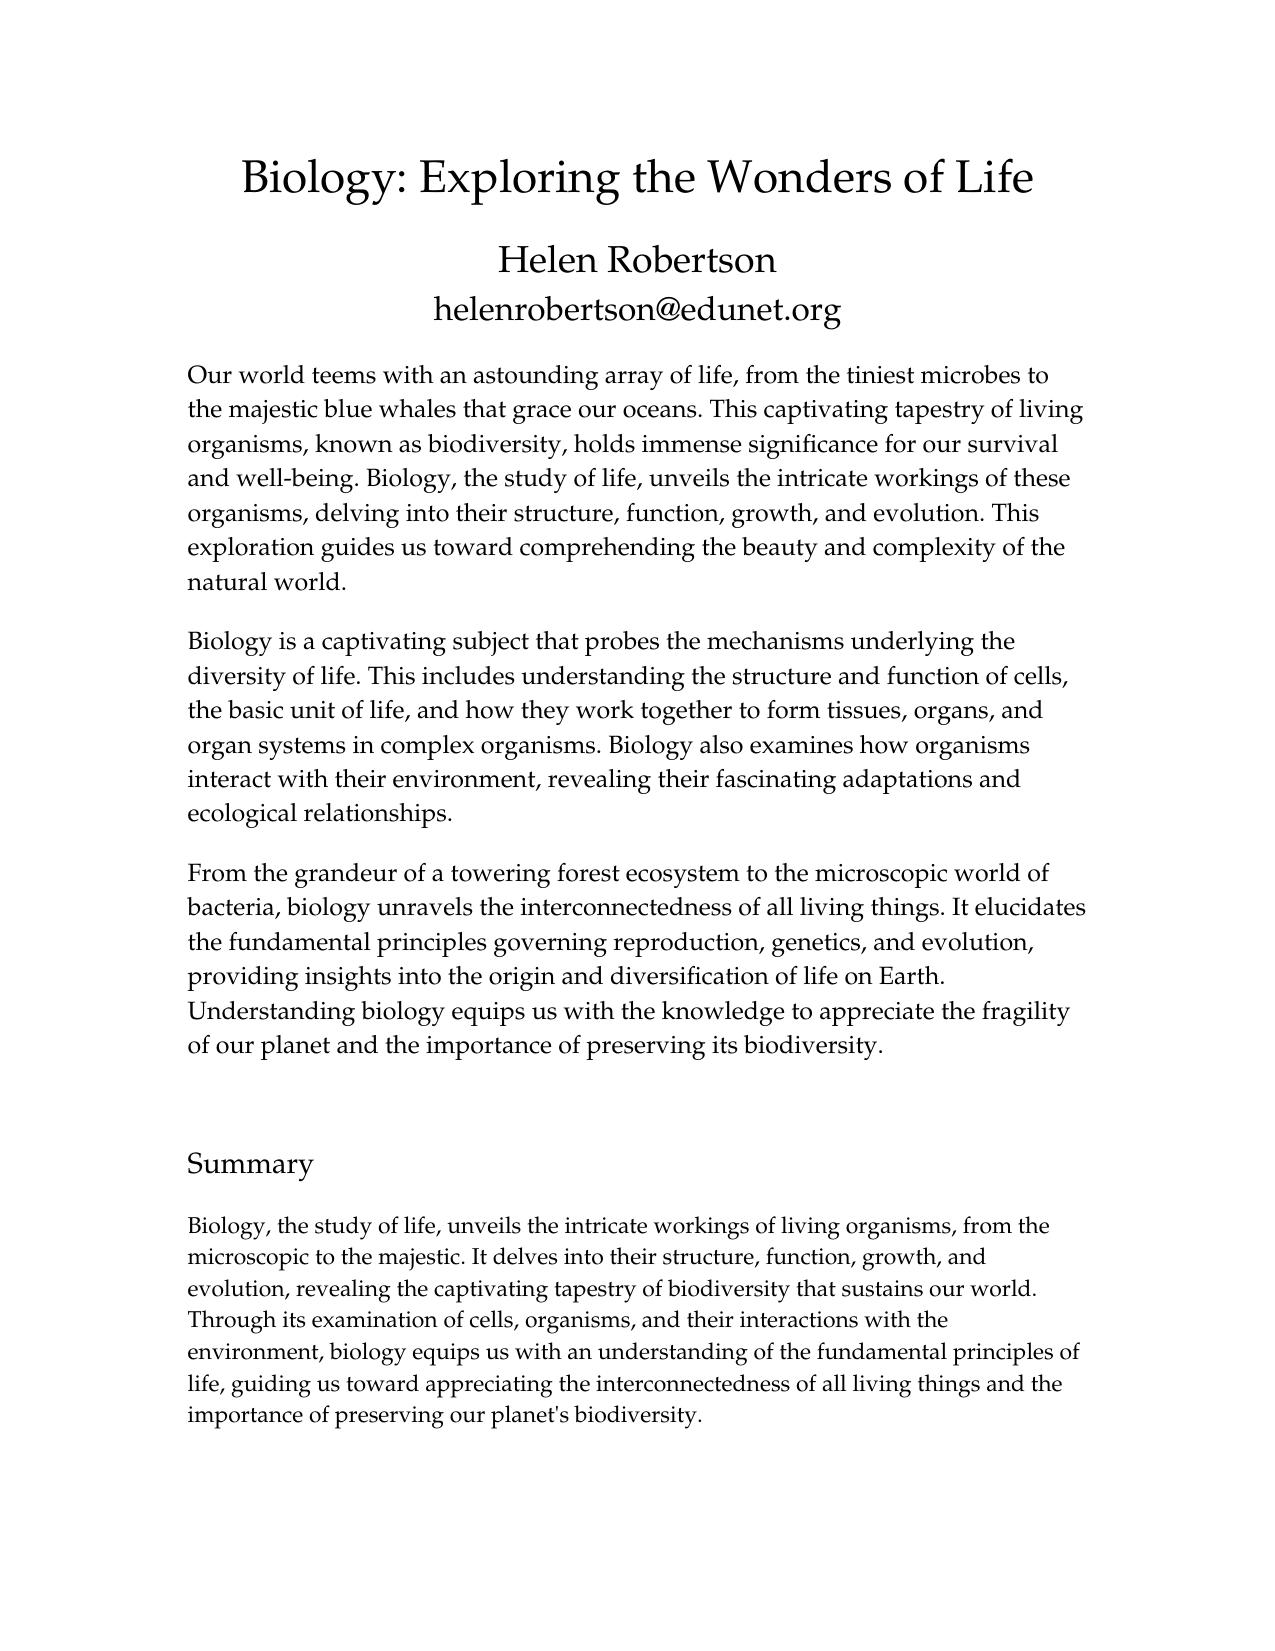 Biology: Exploring the Wonders of Life
Helen Robertson
helenrobertson@edunet.org
Our world teems with an astounding array of life, from the tiniest microbes to
the majestic blue whales that grace our oceans. This captivating tapestry of living
organisms, known as biodiversity, holds immense significance for our survival
and well-being. Biology, the study of life, unveils the intricate workings of these
organisms, delving into their structure, function, growth, and evolution. This
exploration guides us toward comprehending the beauty and complexity of the
natural world.
Biology is a captivating subject that probes the mechanisms underlying the
diversity of life. This includes understanding the structure and function of cells,
the basic unit of life, and how they work together to form tissues, organs, and
organ systems in complex organisms. Biology also examines how organisms
interact with their environment, revealing their fascinating adaptations and
ecological relationships.
From the grandeur of a towering forest ecosystem to the microscopic world of
bacteria, biology unravels the interconnectedness of all living things. It elucidates
the fundamental principles governing reproduction, genetics, and evolution,
providing insights into the origin and diversification of life on Earth.
Understanding biology equips us with the knowledge to appreciate the fragility
of our planet and the importance of preserving its biodiversity.
Summary
Biology, the study of life, unveils the intricate workings of living organisms, from the
microscopic to the majestic. It delves into their structure, function, growth, and
evolution, revealing the captivating tapestry of biodiversity that sustains our world.
Through its examination of cells, organisms, and their interactions with the
environment, biology equips us with an understanding of the fundamental principles of
life, guiding us toward appreciating the interconnectedness of all living things and the
importance of preserving our planet's biodiversity.